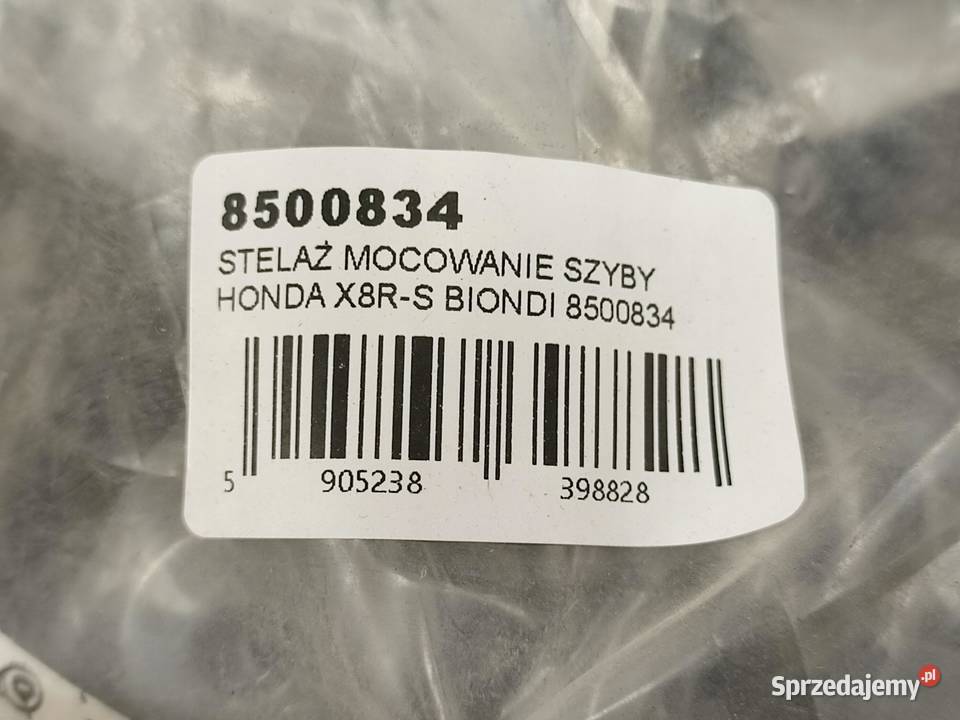 8500834
STELAŻ MOCOWANIE SZYBY
HONDA X8R-S BIONDI 8500834
5 905238 398828
Sprzedajemy.pl